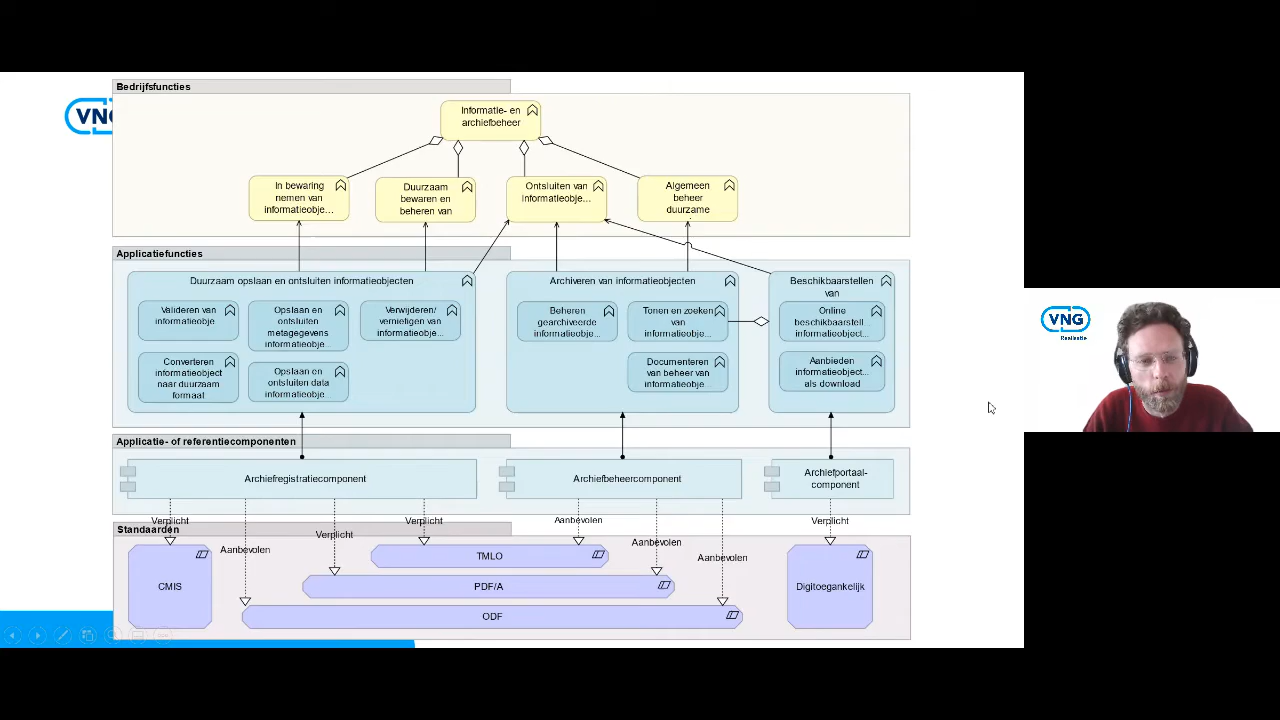 Bedrijfsfuncties
VNG
Informatie- en
archiefbeheer
In bewaring
nemen van
informatieobje...
Duurzaam
bewaren en
beheren van
Ontsluiten van
informatieobje...
Algemeen
beheer
duurzame
Applicatiefuncties
Duurzaam opslaan en ontsluiten informatieobjecten
Valideren van
informatieobje
Opslaan en
ontsluiten
metagegevens
informatieobje...
Verwijderen/
vernietigen van
informatieobje...
Converteren
informatieobject
naar duurzaam
formaal
Opslaan en
ontsluiten data
informatieobje...
Archiveren van informatieobjecten
Beheren
gearchiveerde
informatieobje...
Tonen en zoeken
van
informatieobje...
Documenteren
van beheer van
informatieobje...
Beschikbaarstellen
van
Online
beschikbaarstell...
informatieobject...
Aanbieden
informatieobject...
als download
Applicatie- of referentiecomponenten
Archiefregistratiecomponent
Archiefbeheercomponent
Archiefportaal-
component
Standaarden
Verplicht
Aanbevolen
Verplicht
Verplicht
Aanbevolen
Aanbevolen
Aanbevolen
Verplicht
CMIS
TMLO
PDF/A
ODF
Digitoegankelijk
VNG
Realisatie